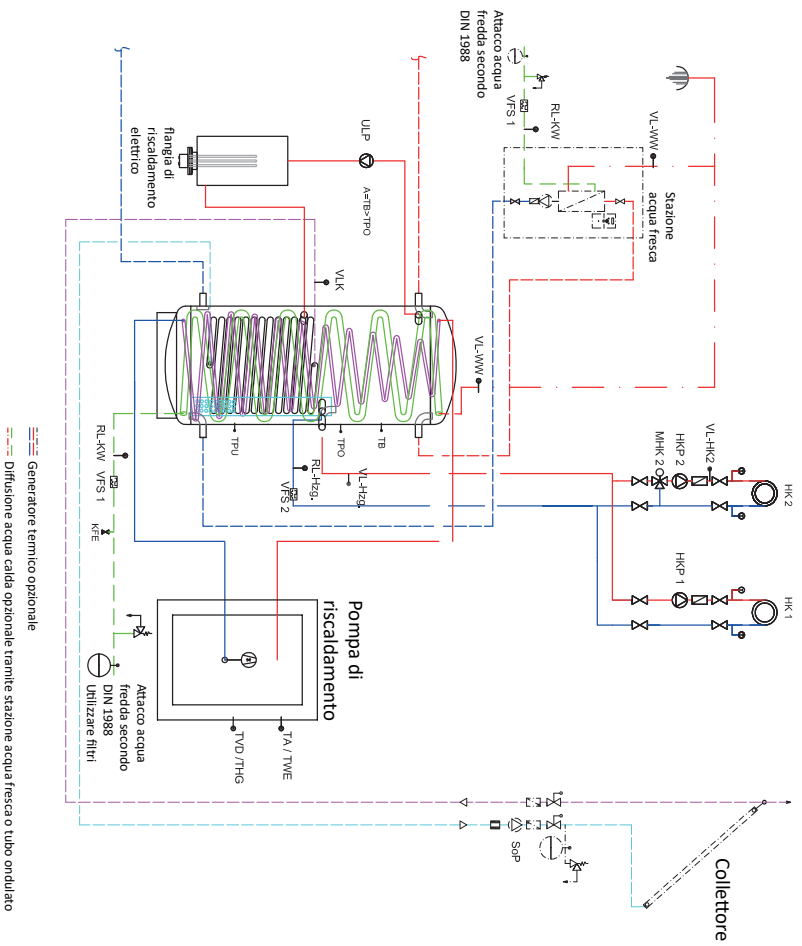 Collettore
SoP
HK 1
HKP 1
HK 2
VL-HK2
HKP 2
MHK 2
VL-WW
VL-WW
Stazione
acqua fresca
RL-KW
VFS 1
Attacco acqua
fredda secondo
DIN 1988
ULP
A=TB>TPO
flangia di
riscaldamento
elettrico
VLK
TB
TPO
TPU
VL-Hzg.
RL-Hzg.
VFS 2
RL-KW
VFS 1
KFE
Pompa di
riscaldamento
TA / TWE
TVD /THG
Attacco acqua
fredda secondo
DIN 1988
Utilizzare filtri
Generatore termico opzionale
Diffusione acqua calda opzionale tramite stazione acqua fresca o tubo ondulato